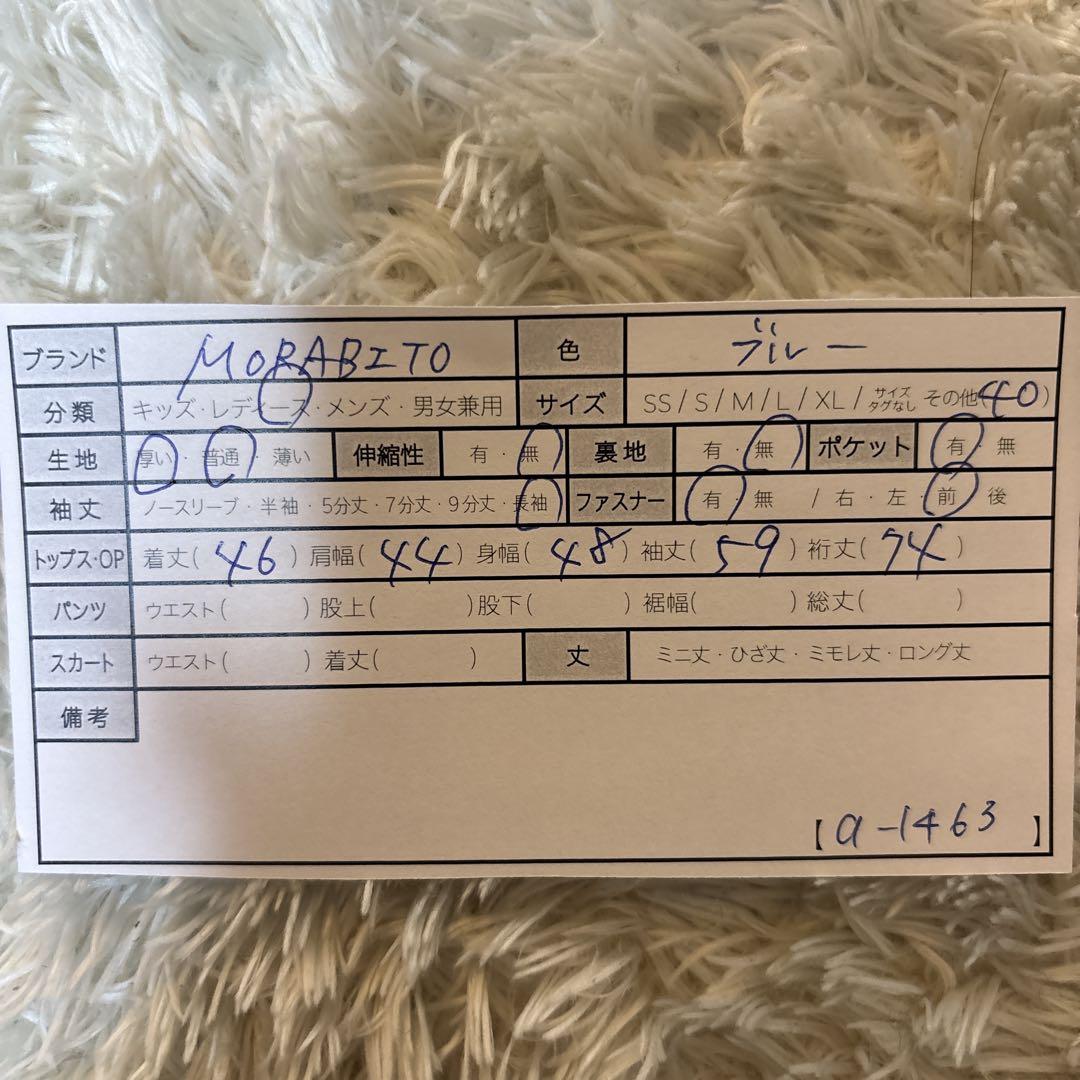 ブランド MORABITO 色 ブルー
分類 キッズ・レディース・メンズ・男女兼用 サイズ SS / S / M / L / XL / サイズタグなし その他(40)
生地 厚い・普通・薄い 伸縮性 有・無 裏地 有・無 ポケット 有・無
袖丈 ノースリーブ・半袖・5分丈・7分丈・9分丈・長袖 ファスナー 有・無 / 右・左・前・後
トップス・OP 着丈( 46 ) 肩幅( 44 ) 身幅( 48 ) 袖丈( 59 ) 裄丈( 74 )
パンツ ウエスト( ) 股上( ) 股下( ) 裾幅( ) 総丈( )
スカート ウエスト( ) 着丈( ) 丈 ミニ丈・ひざ丈・ミモレ丈・ロング丈
備考
【a-1463 】